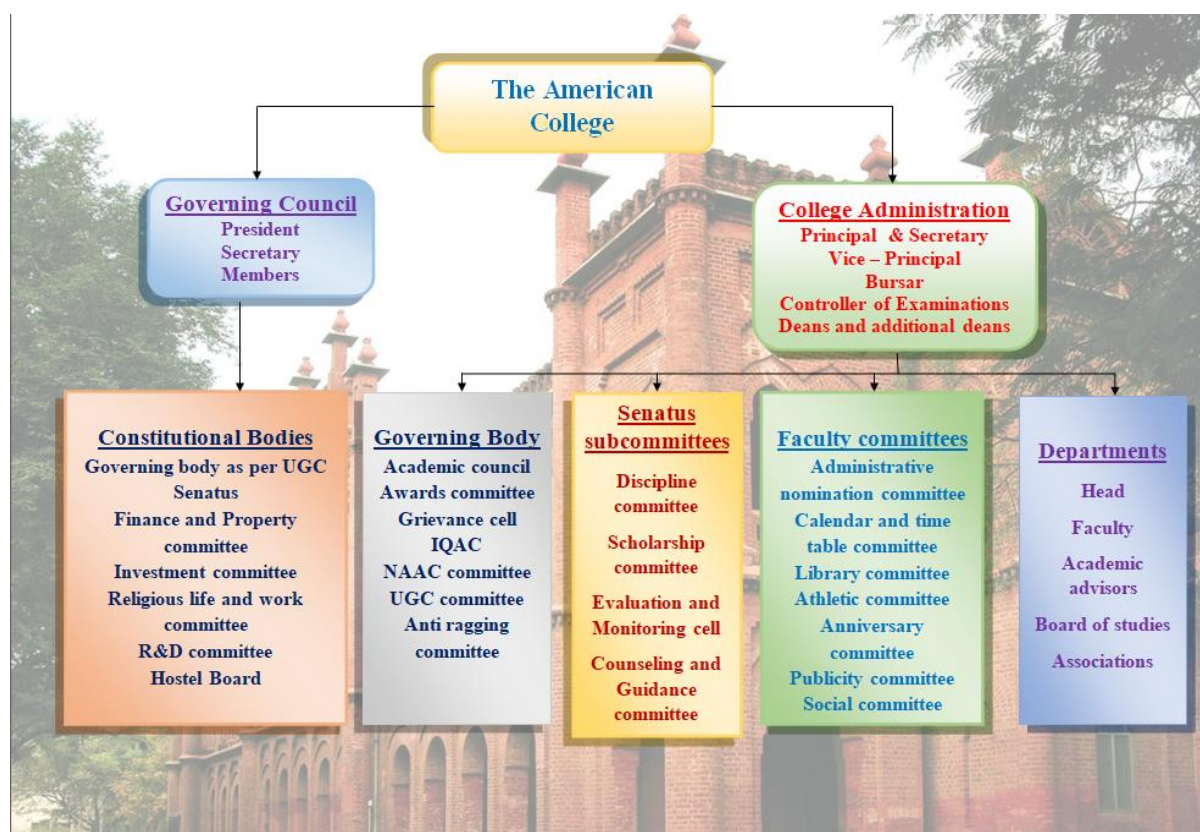 The American
College
Governing Council
President
Secretary
Members
College Administration
Principal & Secretary
Vice – Principal
Bursar
Controller of Examinations
Deans and additional deans
Constitutional Bodies
Governing body as per UGC
Senatus
Finance and Property
committee
Investment committee
Religious life and work
committee
R&D committee
Hostel Board
Governing Body
Academic council
Awards committee
Grievance cell
IQAC
NAAC committee
UGC committee
Anti ragging
committee
Senatus
subcommittees
Discipline
committee
Scholarship
committee
Evaluation and
Monitoring cell
Counseling and
Guidance
committee
Faculty committees
Administrative
nomination committee
Calendar and time
table committee
Library committee
Athletic committee
Anniversary
committee
Publicity committee
Social committee
Departments
Head
Faculty
Academic
advisors
Board of studies
Associations